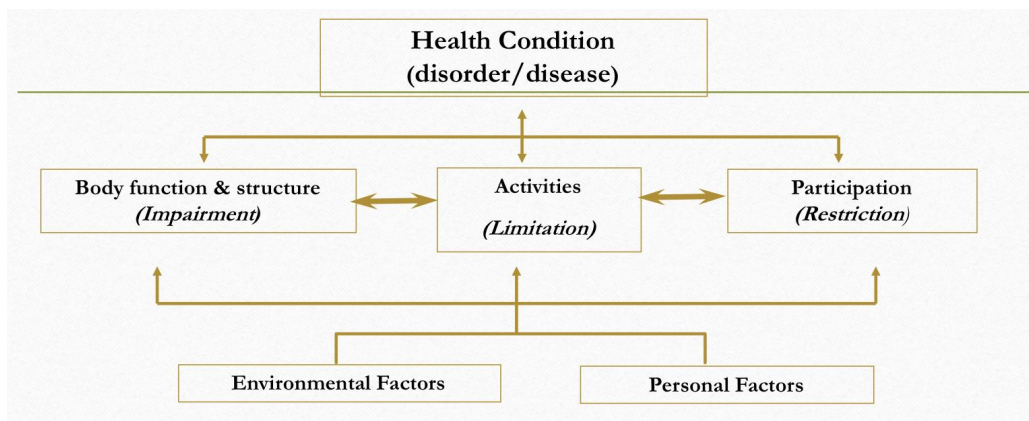 Health Condition
(disorder/disease)
Body function & structure
(Impairment)
Activities
(Limitation)
Participation
(Restriction)
Environmental Factors
Personal Factors